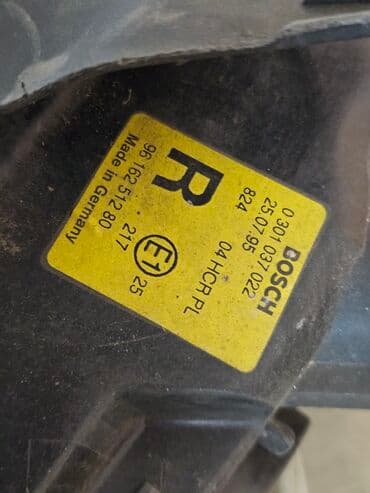 BOSCH
0 301 037 022
25.07.95
824
04 HCR PL
R
E1
25
217
96 162 512 80
Made in Germany